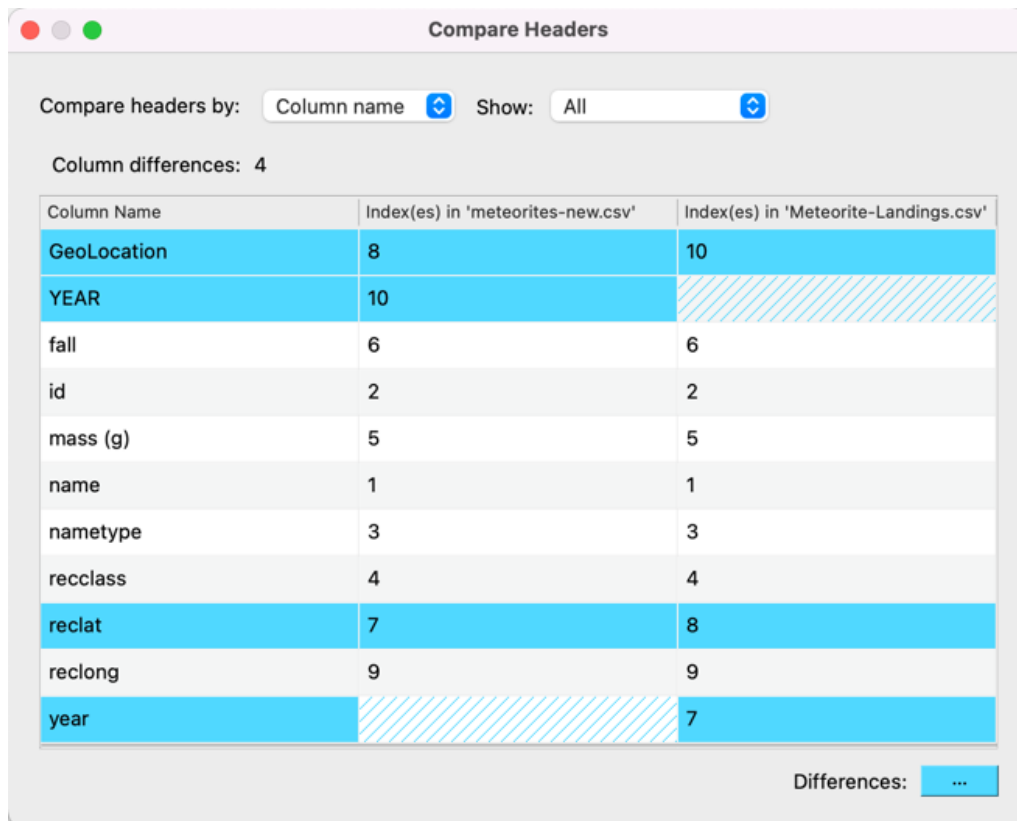 Compare Headers
Compare headers by: Column name Show: All
Column differences: 4
Column Name Index(es) in 'meteorites-new.csv' Index(es) in 'Meteorite-Landings.csv'
GeoLocation 8 10
YEAR 10
fall 6 6
id 2 2
mass (g) 5 5
name 1 1
nametype 3 3
recclass 4 4
reclat 7 8
reclong 9 9
year 7
Differences: ...